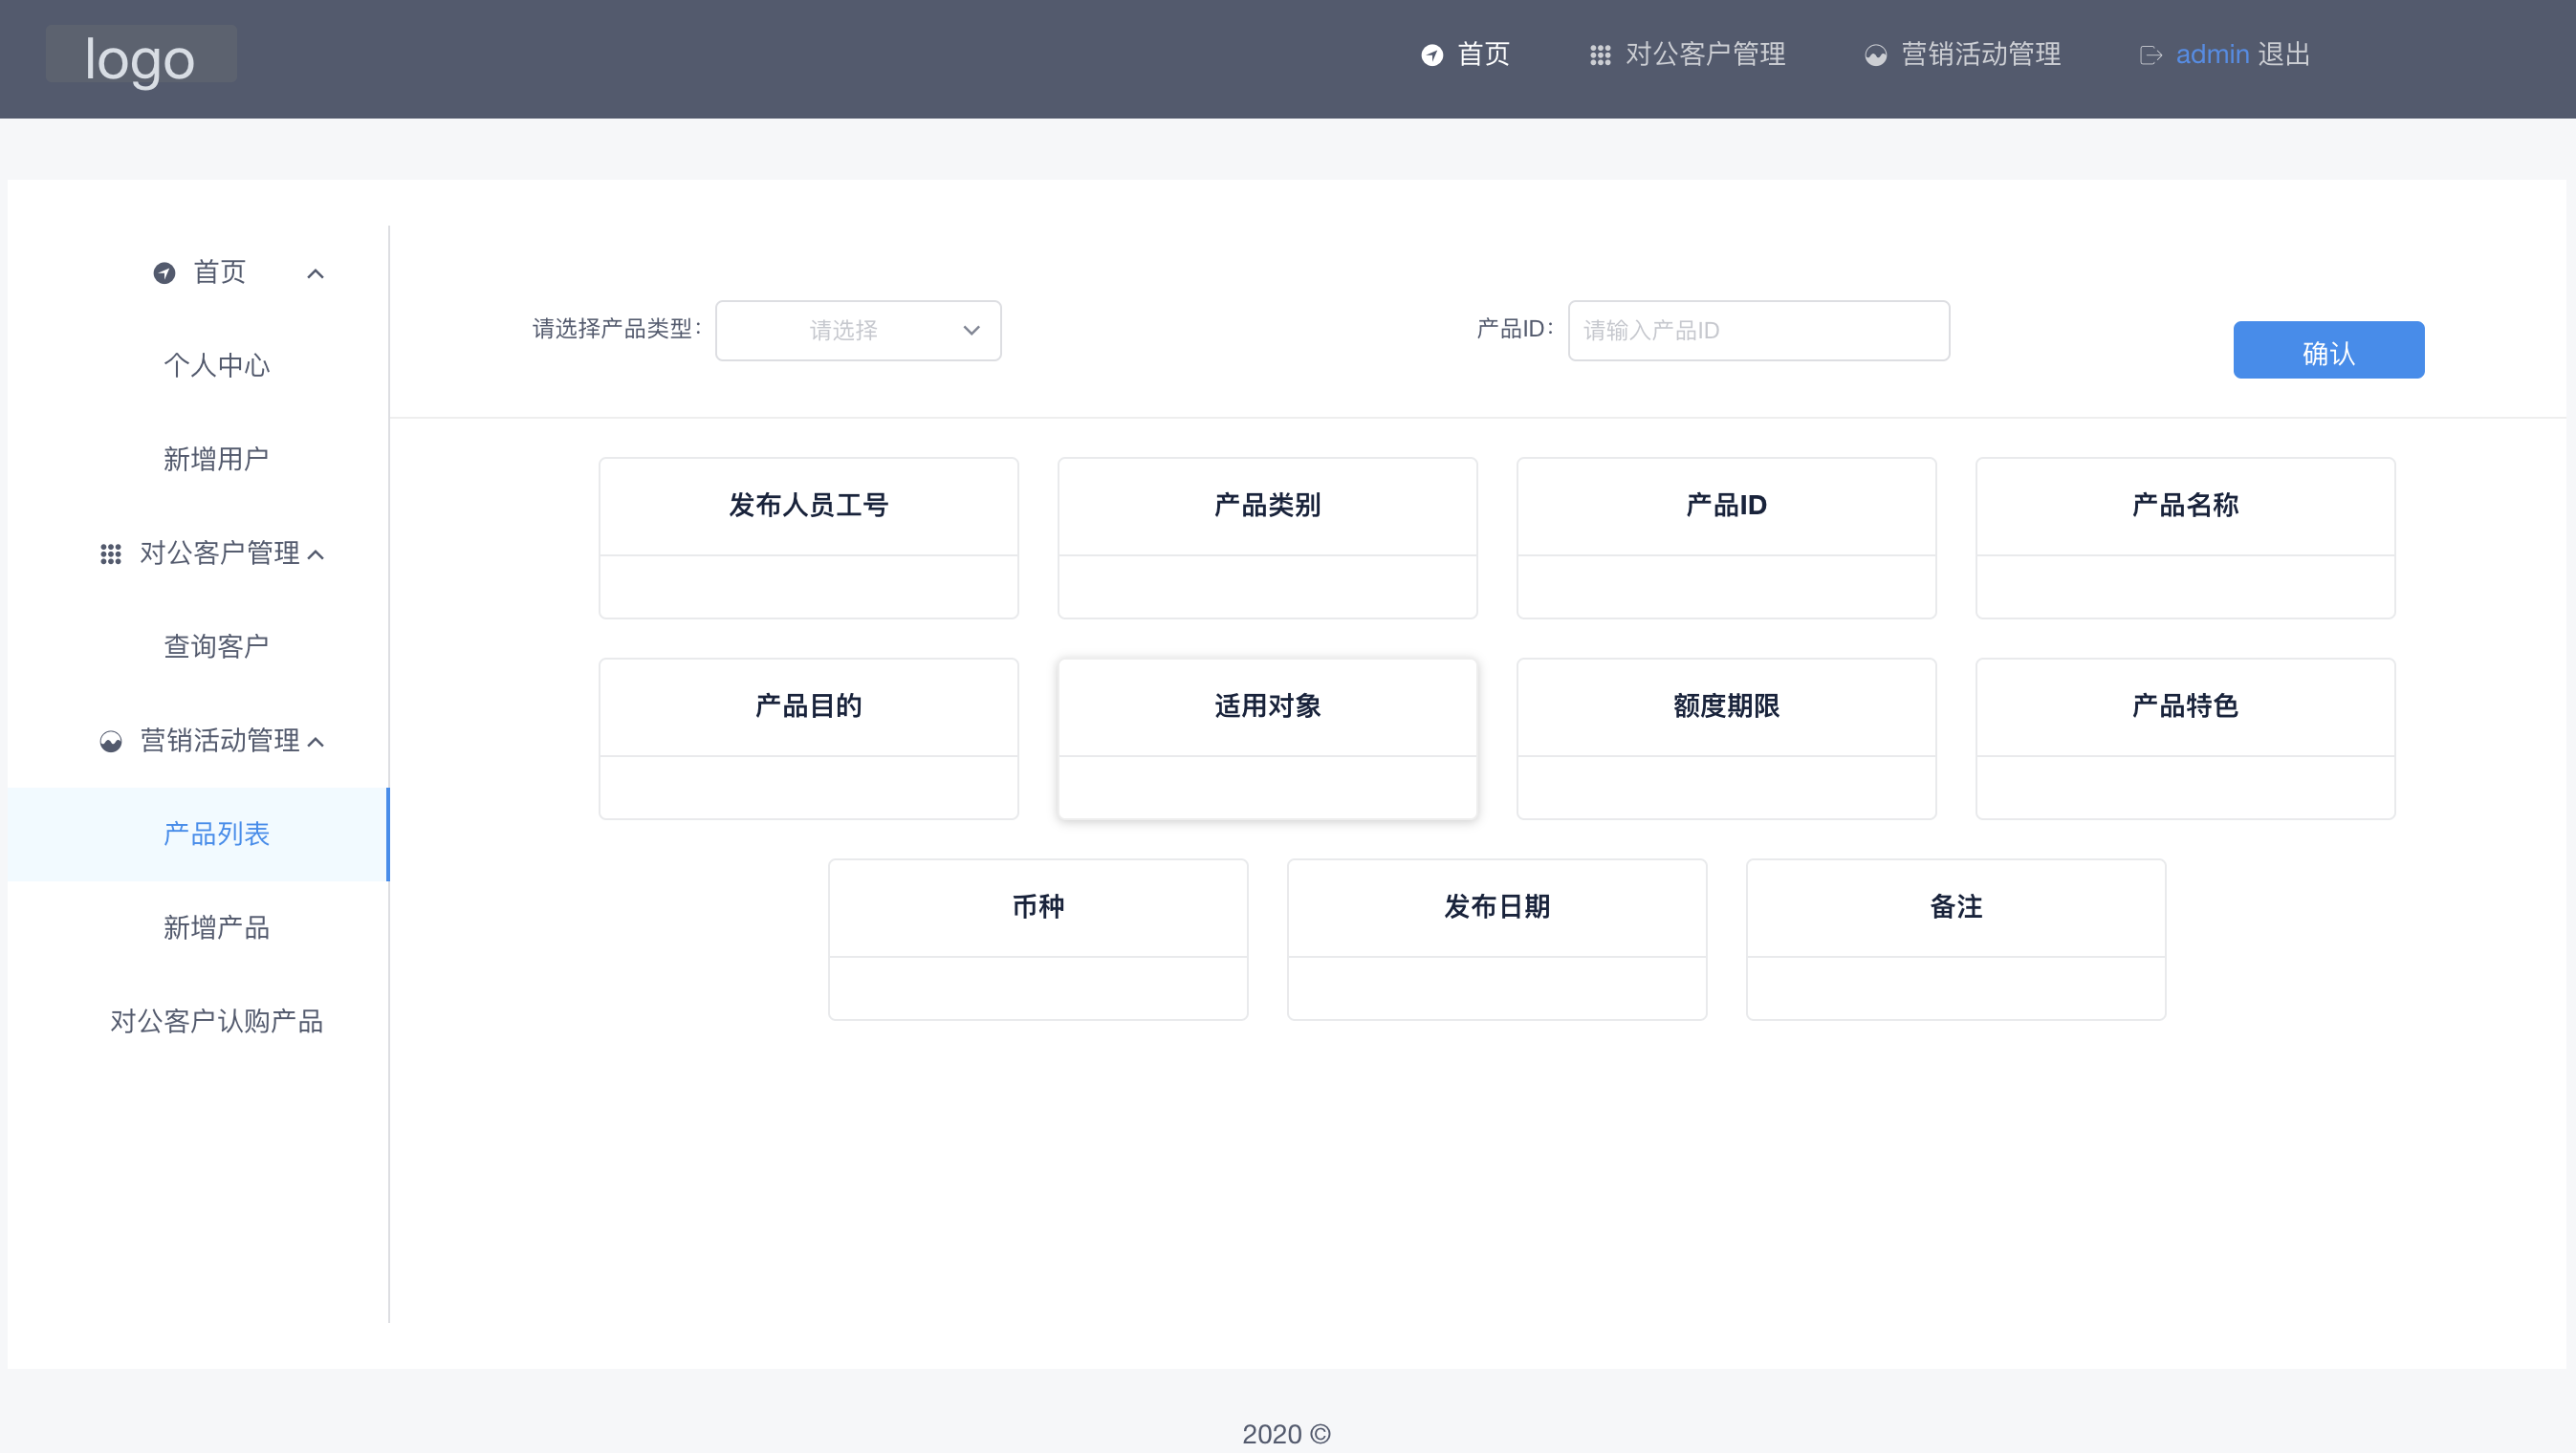 logo
首页
对公客户管理
营销活动管理
admin 退出
首页
个人中心
新增用户
对公客户管理
查询客户
营销活动管理
产品列表
新增产品
对公客户认购产品
请选择产品类型：
请选择
产品ID：
请输入产品ID
确认
发布人员工号
产品类别
产品ID
产品名称
产品目的
适用对象
额度期限
产品特色
币种
发布日期
备注
2020 ©